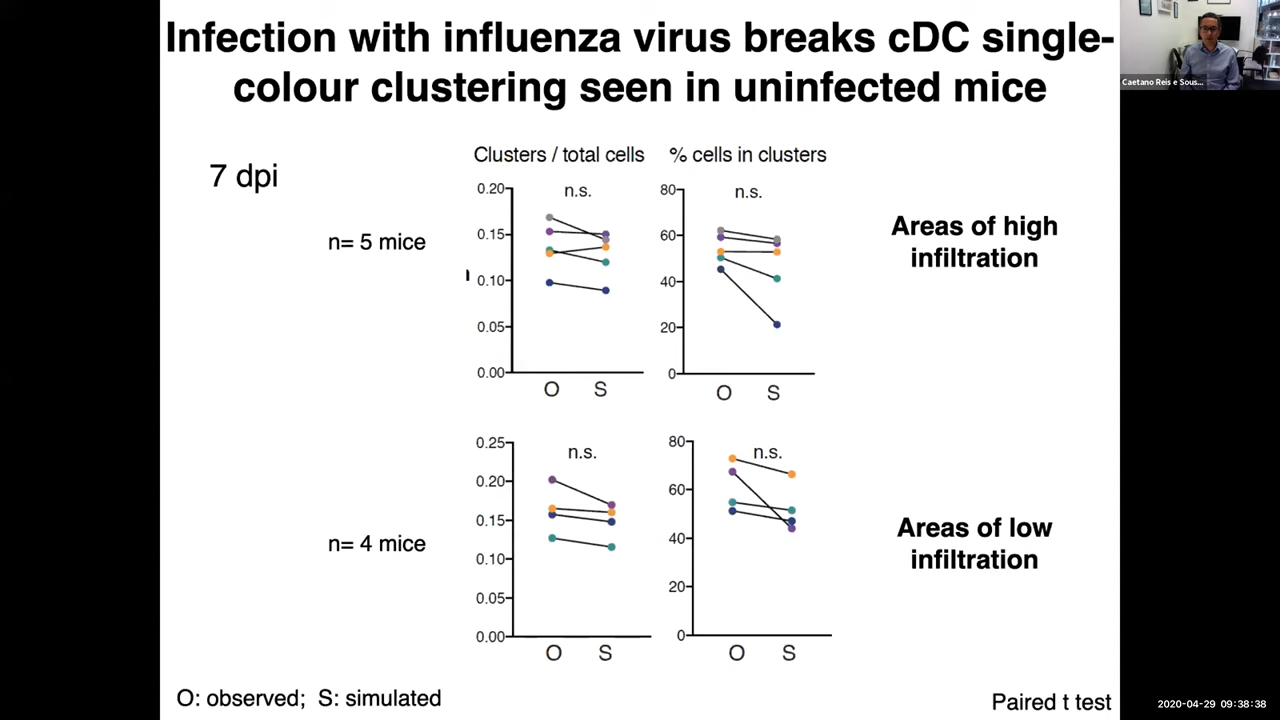 Infection with influenza virus breaks cDC single-
colour clustering seen in uninfected mice
Caetano Reis e Sous...
7 dpi
Clusters / total cells
% cells in clusters
n= 5 mice
0.20
0.15
0.10
0.05
0.00
n.s.
O S
80
60
40
20
0
n.s.
O S
Areas of high
infiltration
n= 4 mice
0.25
0.20
0.15
0.10
0.05
0.00
n.s.
O S
80
60
40
20
0
n.s.
O S
Areas of low
infiltration
O: observed; S: simulated
Paired t test
2020-04-29 09:38:38